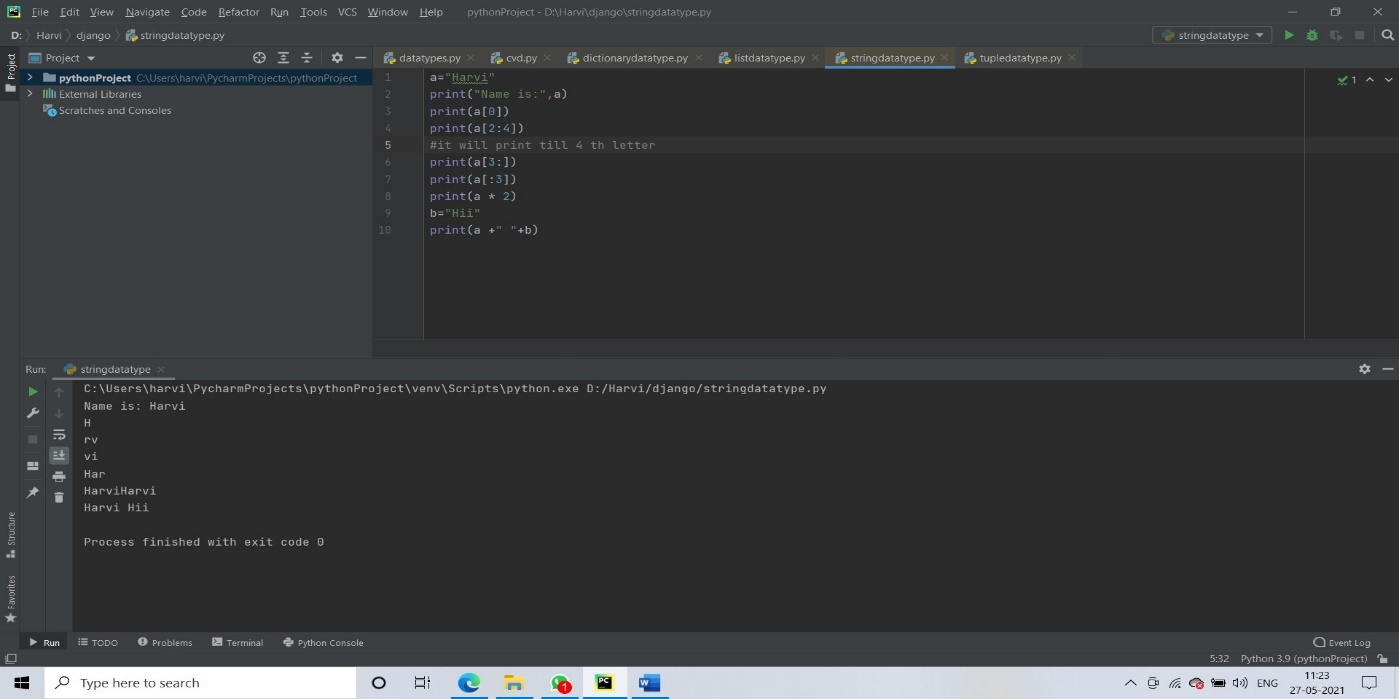 File Edit View Navigate Code Refactor Run Tools VCS Window Help pythonProject - D:\Harvi\django\stringdatatype.py
D: Harvi django stringdatatype.py stringdatatype
Project
Project
datatypes.py cvd.py dictionarydatatype.py listdatatype.py stringdatatype.py tupledatatype.py
pythonProject C:\Users\harvi\PycharmProjects\pythonProject
External Libraries
Scratches and Consoles
1 a="Harvi" 1
2 print("Name is:",a)
3 print(a[0])
4 print(a[2:4])
5 #it will print till 4 th letter
6 print(a[3:])
7 print(a[:3])
8 print(a * 2)
9 b="Hii"
10 print(a +" "+b)
Run: stringdatatype
C:\Users\harvi\PycharmProjects\pythonProject\venv\Scripts\python.exe D:/Harvi/django/stringdatatype.py
Name is: Harvi
H
rv
vi
Har
HarviHarvi
Harvi Hii
Process finished with exit code 0
Structure
Favorites
Run TODO Problems Terminal Python Console Event Log
5:32 Python 3.9 (pythonProject)
Type here to search
1
PC
W
ENG
11:23
27-05-2021